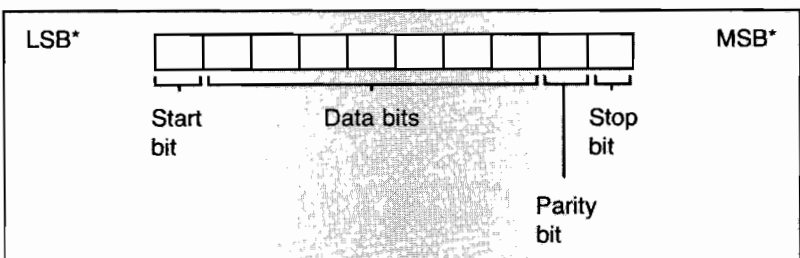 LSB*
MSB*
Start
bit
Data bits
Stop
bit
Parity
bit